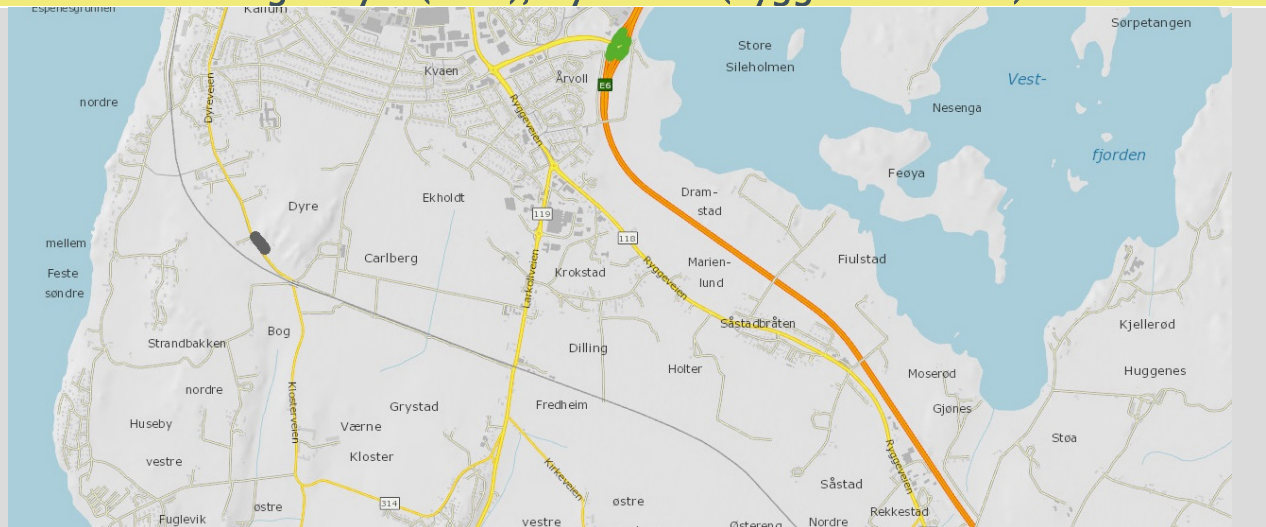 Espenesgrunnen
Kallum
Sørpetangen
Store
Sileholmen
Kvaen
Årvoll
Vest-
E6
nordre
Nesenga
Dyreveien
Ryggeveien
fjorden
Feøya
Ekholdt
Dram-
stad
Dyre
119
118
mellem
Carlberg
Marien-
lund
Fiulstad
Feste
søndre
Krokstad
Larkollveien
Ryggeveien
Bog
Såstadbråten
Kjellerød
Strandbakken
Dilling
Holter
Moserød
Huggenes
nordre
Klosterveien
Grystad
Fredheim
Gjønes
Huseby
Værne
Kloster
Støa
vestre
Kirkeveien
Ryggeveien
Såstad
314
østre
østre
Fuglevik
vestre
Østereng
Nordre
Rekkestad